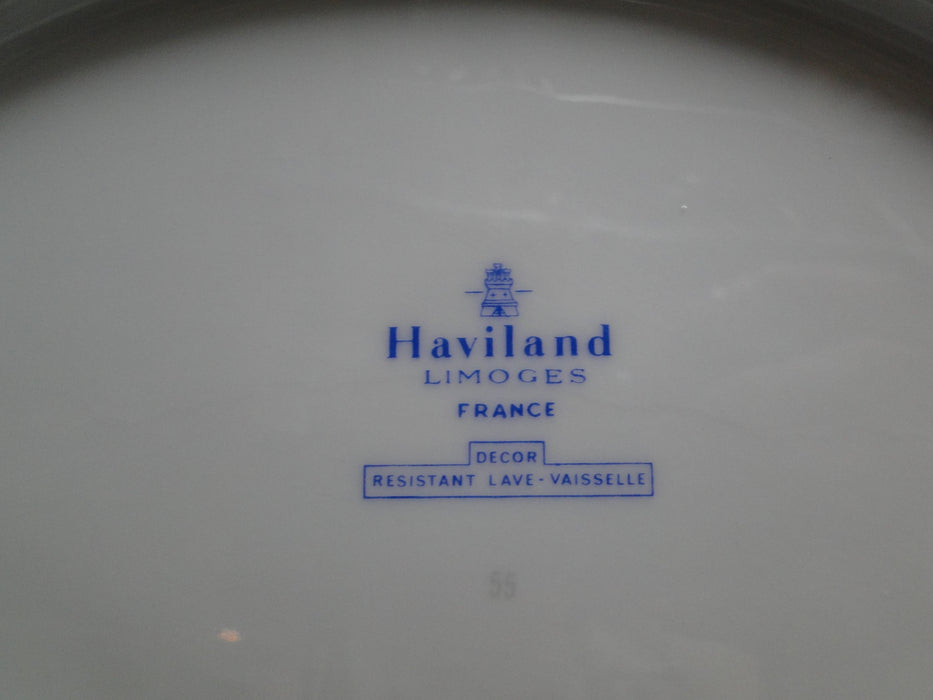 Haviland
LIMOGES
FRANCE
DECOR
RESISTANT LAVE-VAISSELLE
55